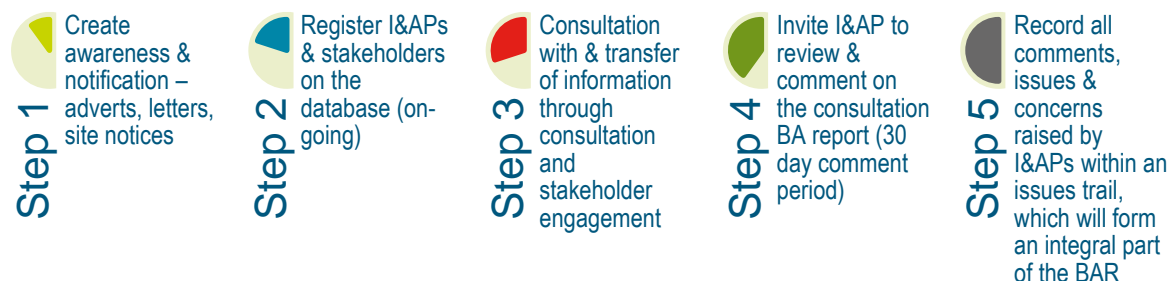 Step 1
Create
awareness &
notification –
adverts, letters,
site notices
Step 2
Register I&APs
& stakeholders
on the
database (on-
going)
Step 3
Consultation
with & transfer
of information
through
consultation
and
stakeholder
engagement
Step 4
Invite I&AP to
review &
comment on
the consultation
BA report (30
day comment
period)
Step 5
Record all
comments,
issues &
concerns
raised by
I&APs within an
issues trail,
which will form
an integral part
of the BAR